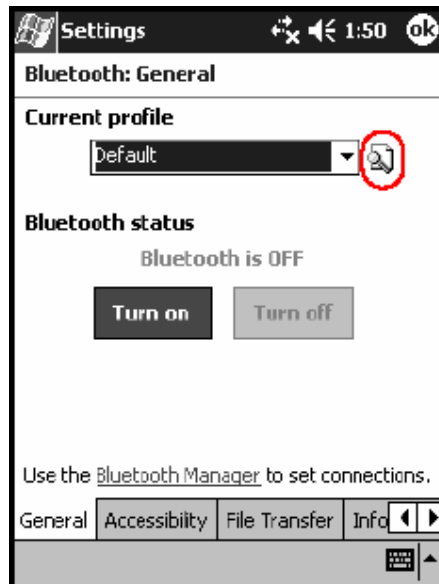 Settings 1:50 ok
Bluetooth: General
Current profile
Default
Bluetooth status
Bluetooth is OFF
Turn on Turn off
Use the Bluetooth Manager to set connections.
General Accessibility File Transfer Info